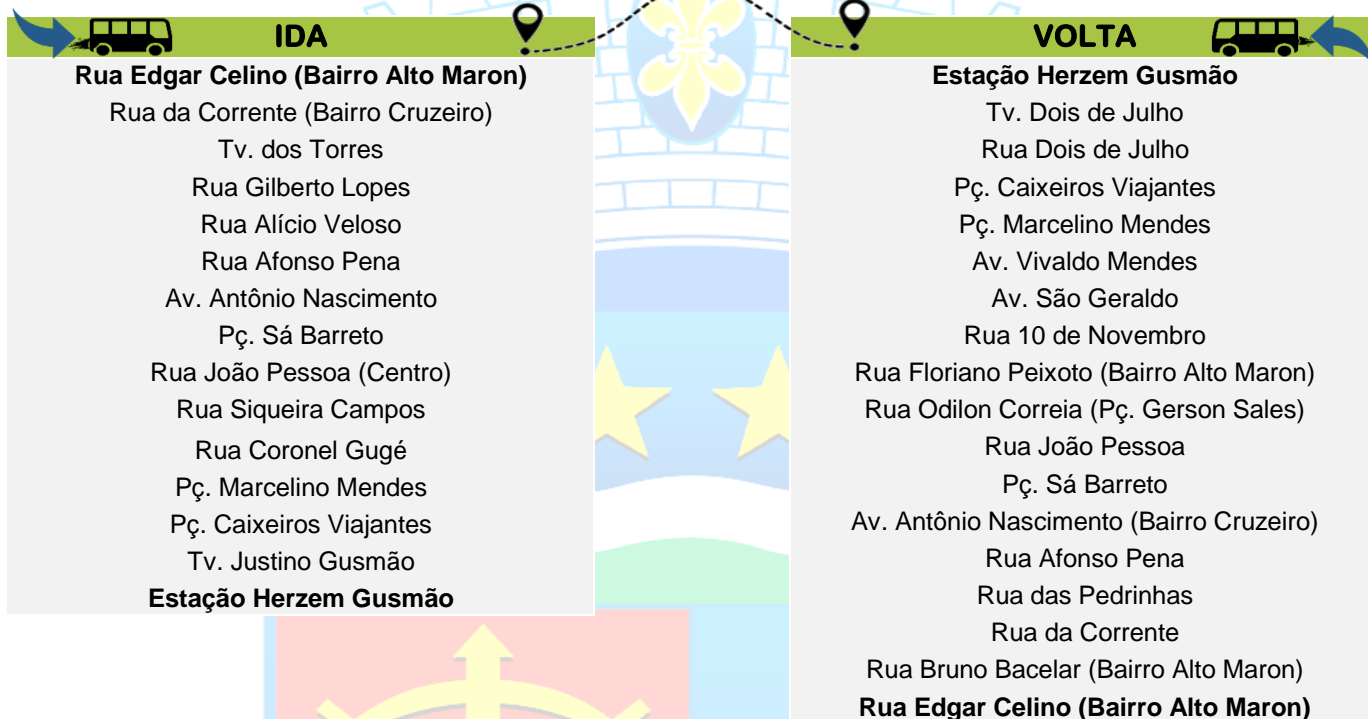 IDA
Rua Edgar Celino (Bairro Alto Maron)
Rua da Corrente (Bairro Cruzeiro)
Tv. dos Torres
Rua Gilberto Lopes
Rua Alício Veloso
Rua Afonso Pena
Av. Antônio Nascimento
Pç. Sá Barreto
Rua João Pessoa (Centro)
Rua Siqueira Campos
Rua Coronel Gugé
Pç. Marcelino Mendes
Pç. Caixeiros Viajantes
Tv. Justino Gusmão
Estação Herzem Gusmão
VOLTA
Estação Herzem Gusmão
Tv. Dois de Julho
Rua Dois de Julho
Pç. Caixeiros Viajantes
Pç. Marcelino Mendes
Av. Vivaldo Mendes
Av. São Geraldo
Rua 10 de Novembro
Rua Floriano Peixoto (Bairro Alto Maron)
Rua Odilon Correia (Pç. Gerson Sales)
Rua João Pessoa
Pç. Sá Barreto
Av. Antônio Nascimento (Bairro Cruzeiro)
Rua Afonso Pena
Rua das Pedrinhas
Rua da Corrente
Rua Bruno Bacelar (Bairro Alto Maron)
Rua Edgar Celino (Bairro Alto Maron)